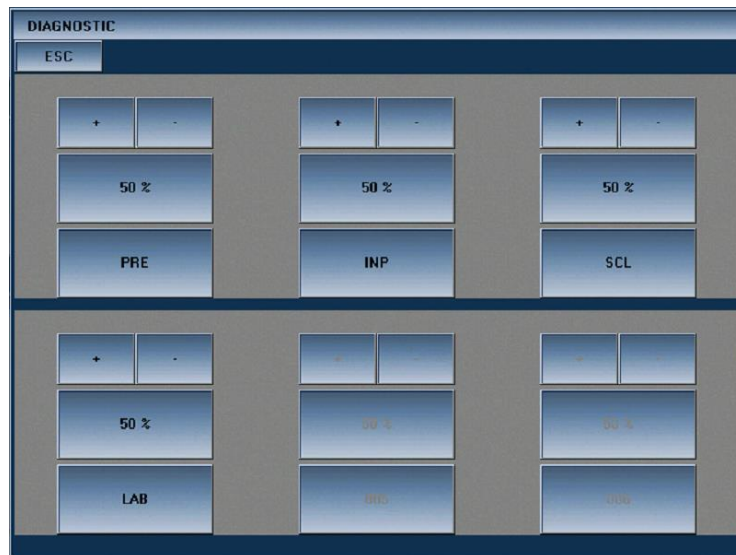 DIAGNOSTIC
ESC
+ - + - + -
50 % 50 % 50 %
PRE INP SCL
+ -
50 %
LAB